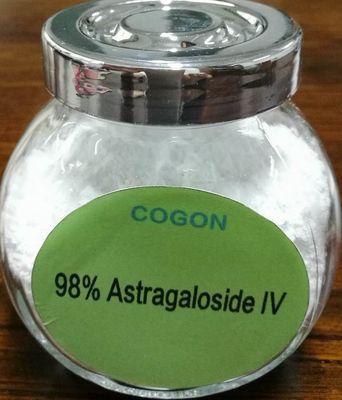 COGON
98% Astragaloside IV